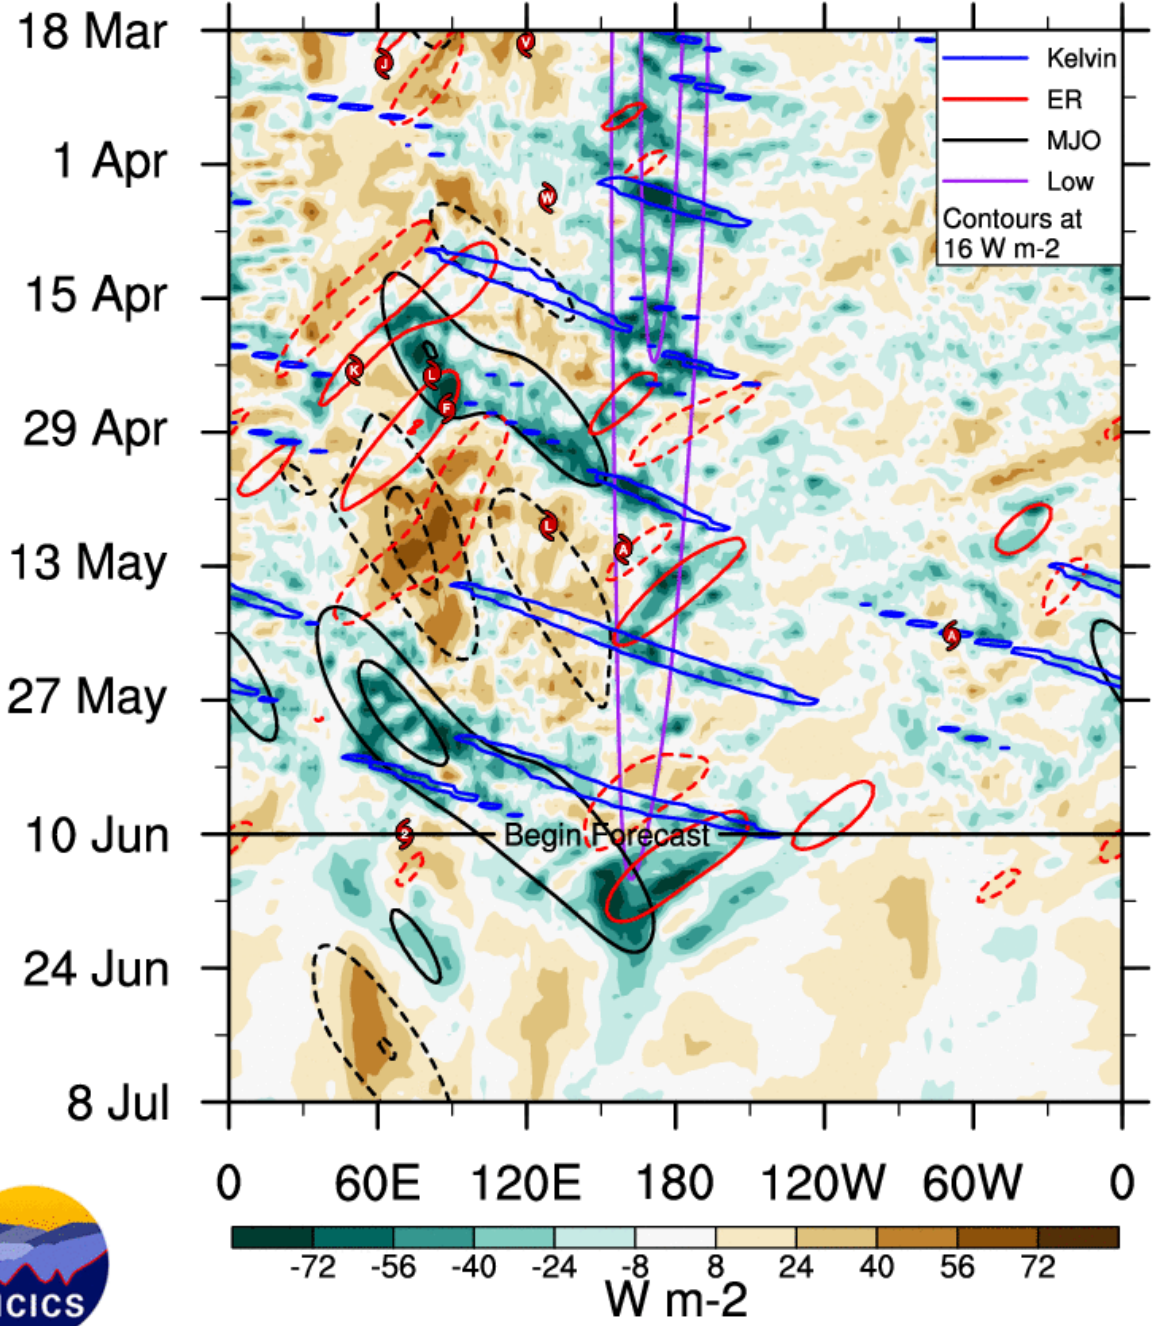 18 Mar
1 Apr
15 Apr
29 Apr
13 May
27 May
10 Jun
24 Jun
8 Jul
J
V
W
K
L
F
L
A
A
2
Kelvin
ER
MJO
Low
Contours at
16 W m-2
Begin Forecast
0 60E 120E 180 120W 60W 0
-72 -56 -40 -24 -8 8 24 40 56 72
W m-2
CICS